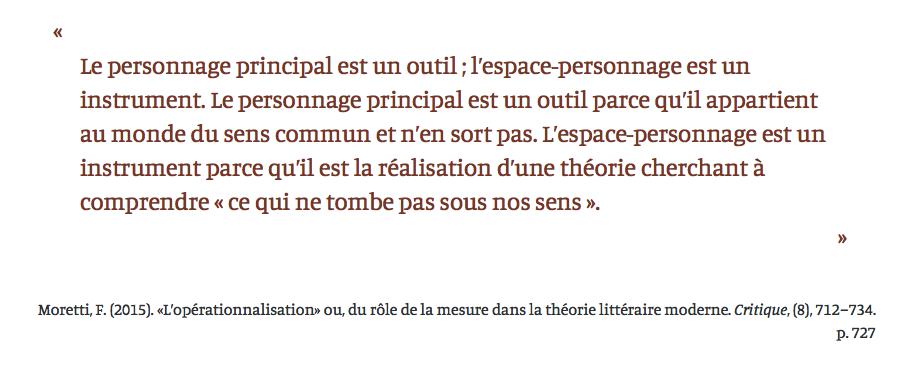 «
Le personnage principal est un outil ; l’espace-personnage est un
instrument. Le personnage principal est un outil parce qu’il appartient
au monde du sens commun et n’en sort pas. L’espace-personnage est un
instrument parce qu’il est la réalisation d’une théorie cherchant à
comprendre « ce qui ne tombe pas sous nos sens ».
»
Moretti, F. (2015). «L’opérationnalisation» ou, du rôle de la mesure dans la théorie littéraire moderne. Critique, (8), 712–734.
p. 727